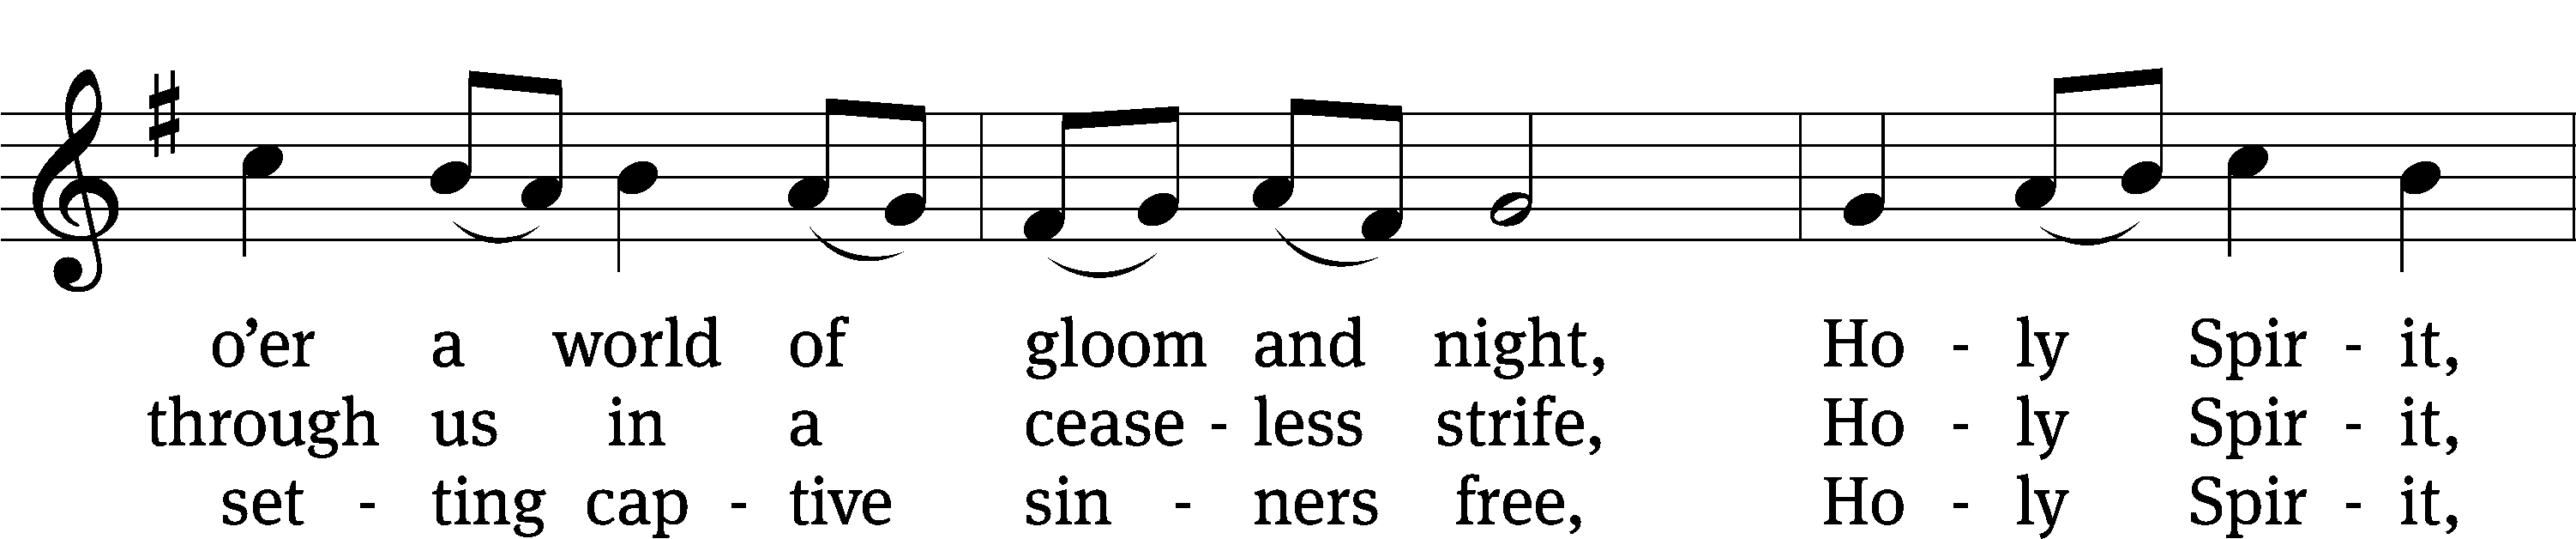 o’er a world of gloom and night, Ho - ly Spir - it,
through us in a cease - less strife, Ho - ly Spir - it,
set - ting cap - tive sin - ners free, Ho - ly Spir - it,